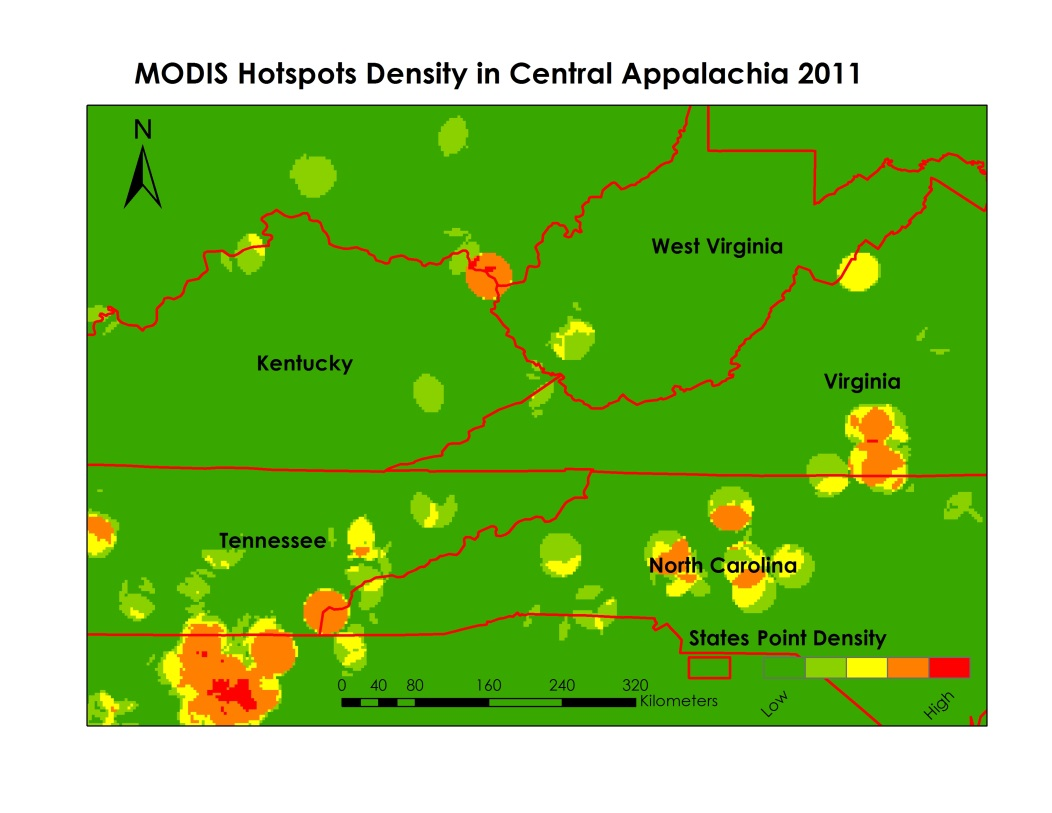 MODIS Hotspots Density in Central Appalachia 2011
N
West Virginia
Kentucky
Virginia
Tennessee
North Carolina
States Point Density
0 40 80 160 240 320
Kilometers
Low
High